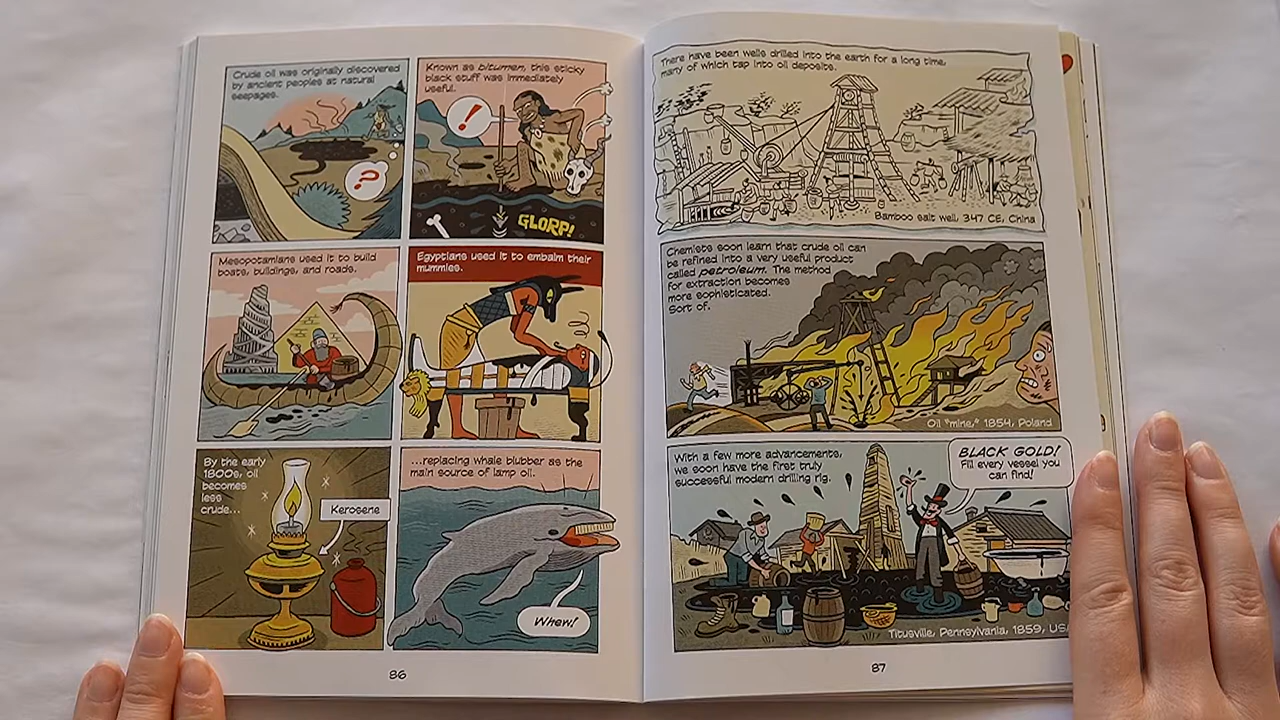 Crude oil was originally discovered
by ancient peoples at natural
seepages.
?
Known as bitumen, this sticky
black stuff was immediately
useful.
!
GLORP!
Mesopotamians used it to build
boats, buildings, and roads.
Egyptians used it to embalm their
mummies.
By the early
1800s, oil
becomes
less
crude...
Kerosene
...replacing whale blubber as the
main source of lamp oil.
Whew!
86
There have been wells drilled into the earth for a long time,
many of which tap into oil deposits.
Bamboo salt well, 347 CE, China
Chemists soon learn that crude oil can
be refined into a very useful product
called petroleum. The method
for extraction becomes
more sophisticated.
Sort of.
Oil "mine," 1854, Poland
With a few more advancements,
we soon have the first truly
successful modern drilling rig.
BLACK GOLD!
Fill every vessel you
can find!
Titusville, Pennsylvania, 1859, USA
87